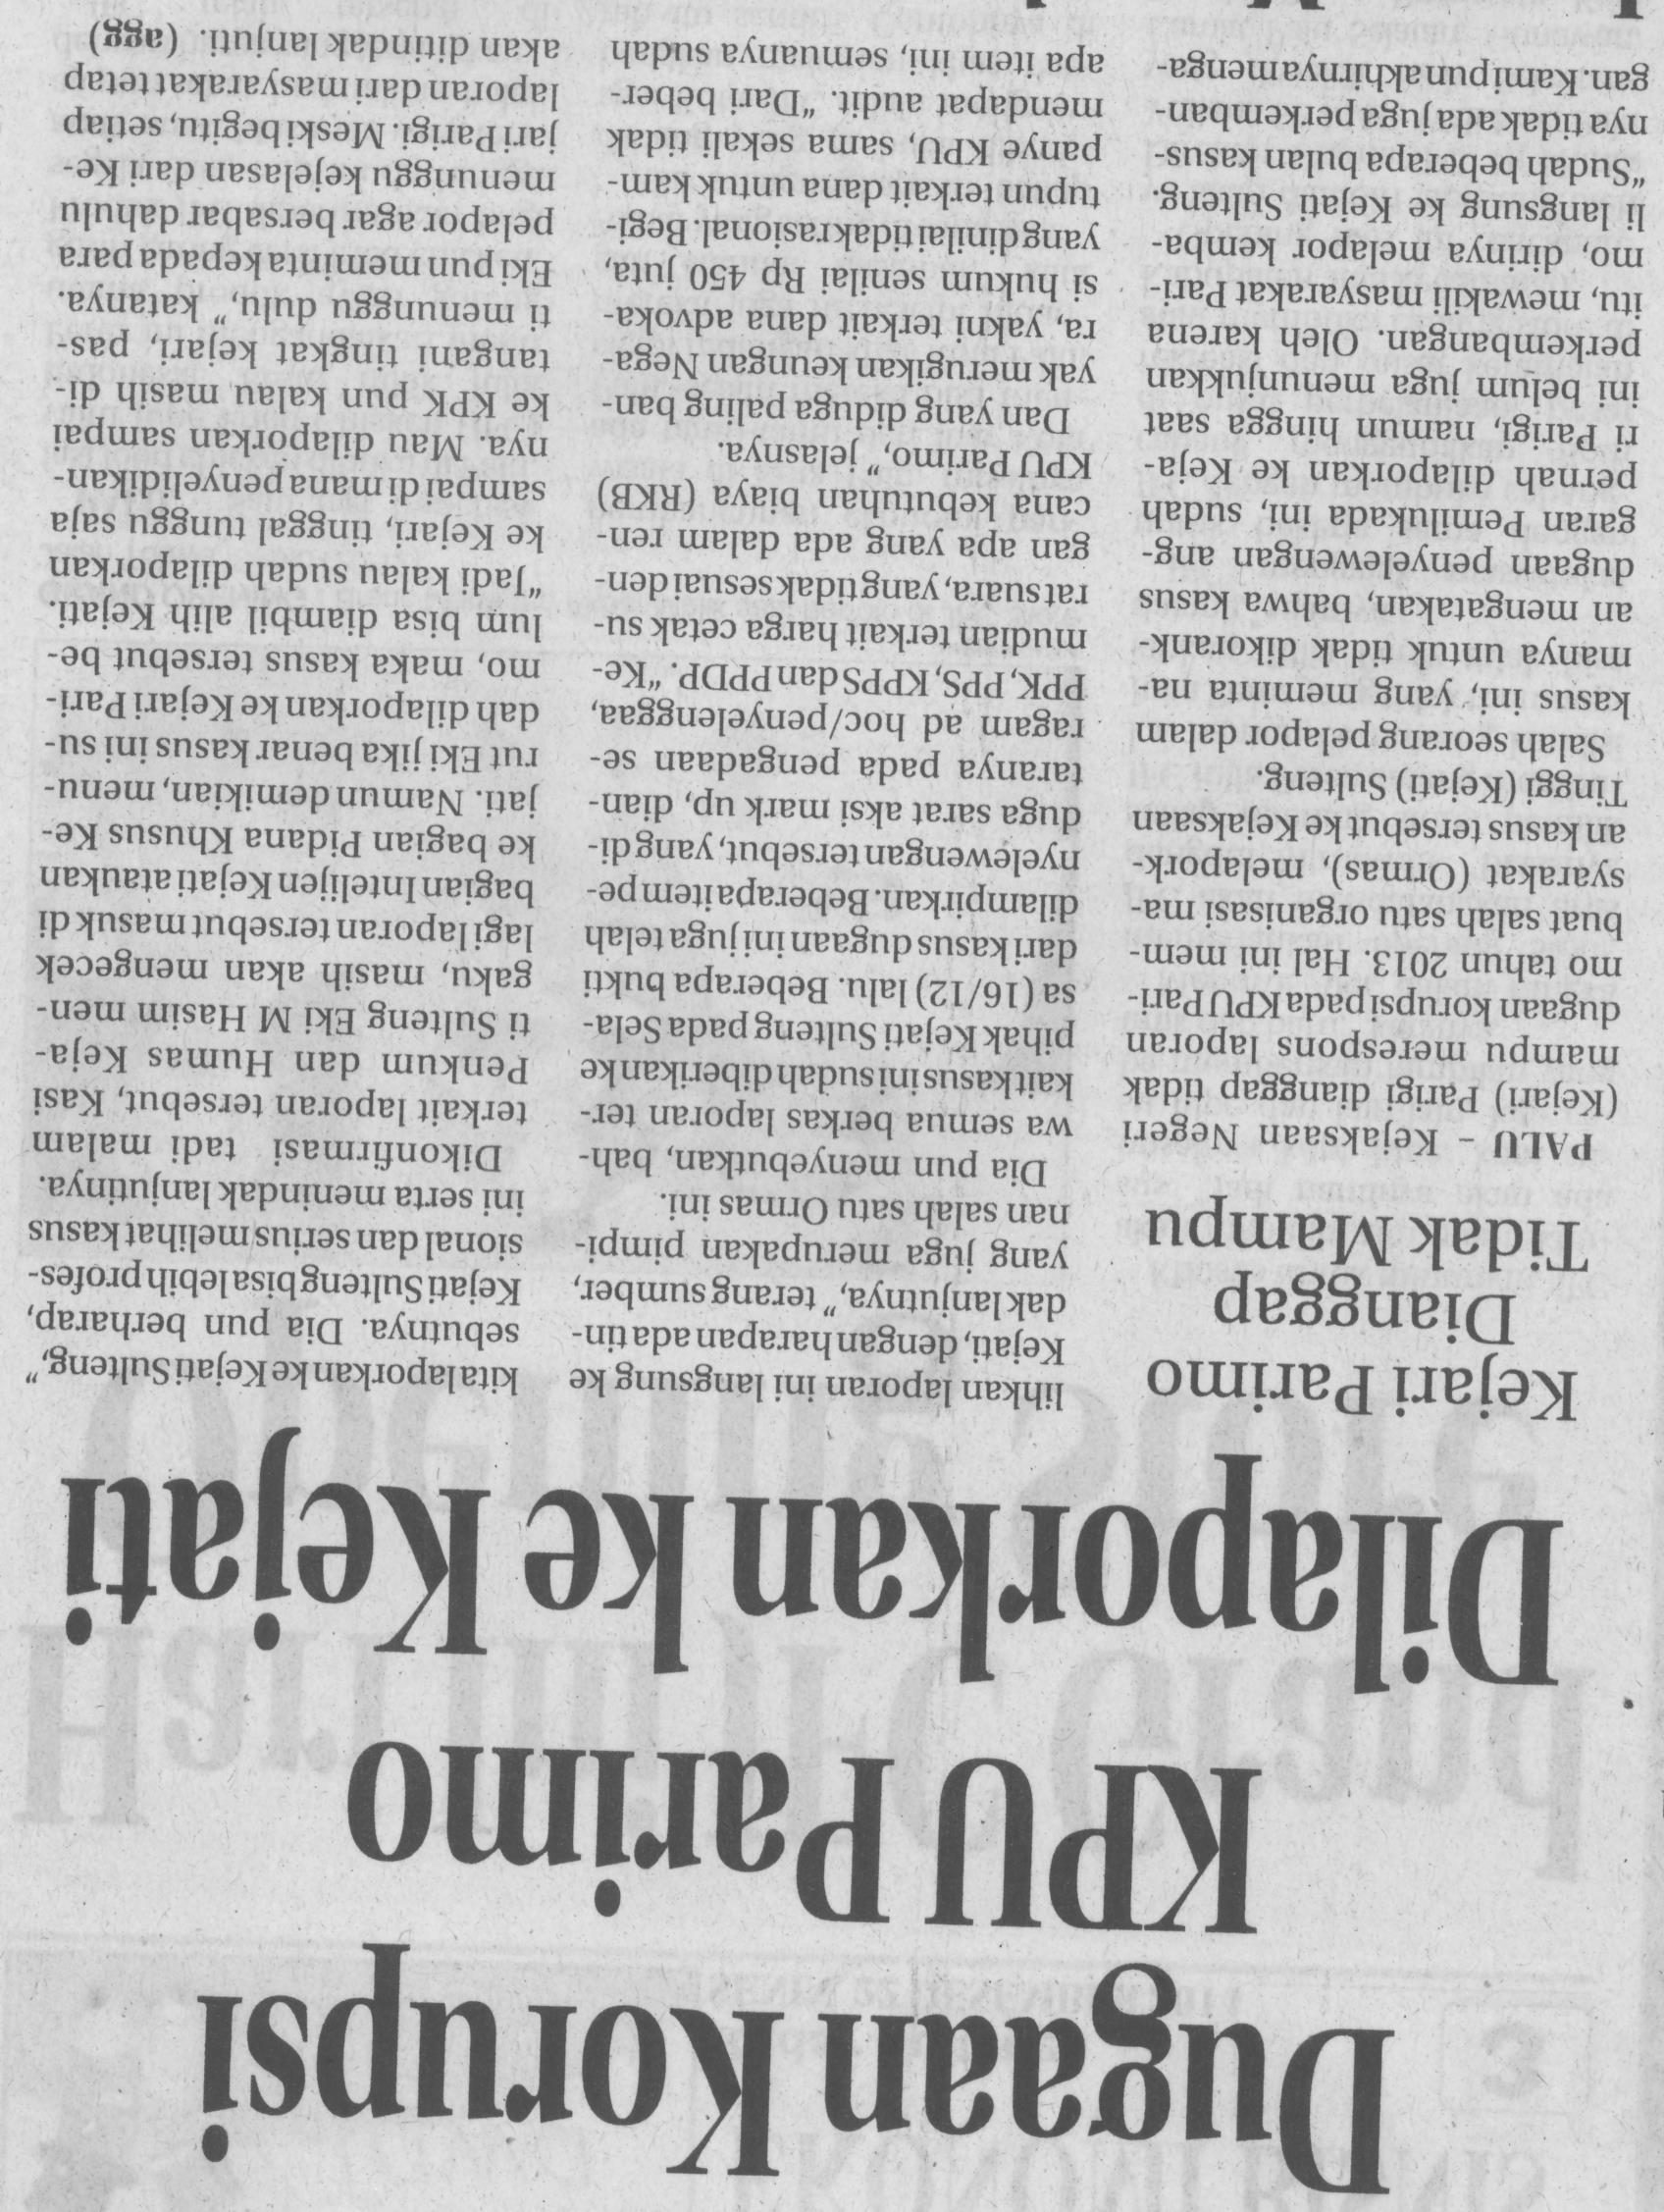 Dugaan Korupsi
KPU Parimo
Dilaporkan ke Kejati
Kejari Parimo
Dianggap
Tidak Mampu
PALU - Kejaksaan Negeri
(Kejari) Parigi dianggap tidak
mampu merespons laporan
dugaan korupsi pada KPU Pari-
mo tahun 2013. Hal ini mem-
buat salah satu organisasi ma-
syarakat (Ormas), melapork-
an kasus tersebut ke Kejaksaan
Tinggi (Kejati) Sulteng.
Salah seorang pelapor dalam
kasus ini, yang meminta na-
manya untuk tidak dikorank-
an mengatakan, bahwa kasus
dugaan penyelewengan ang-
garan Pemilukada ini, sudah
pernah dilaporkan ke Keja-
ri Parigi, namun hingga saat
ini belum juga menunjukkan
perkembangan. Oleh karena
itu, mewakili masyarakat Pari-
mo, dirinya melapor kemba-
li langsung ke Kejati Sulteng.
"Sudah beberapa bulan kasus-
nya tidak ada juga perkemban-
gan. Kami pun akhirnya menga-
lihkan laporan ini langsung ke
Kejati, dengan harapan ada tin-
dak lanjutnya," terang sumber,
yang juga merupakan pimpi-
nan salah satu Ormas ini.
Dia pun menyebutkan, bah-
wa semua berkas laporan ter-
kait kasus ini sudah diberikan ke
pihak Kejati Sulteng pada Sela-
sa (16/12) lalu. Beberapa bukti
dari kasus dugaan ini juga telah
dilampirkan. Beberapa item pe-
nyelewengan tersebut, yang di-
duga sarat aksi mark up, dian-
taranya pada pengadaan se-
ragam ad hoc/penyelenggaa,
PPK, PPS, KPPS dan PPDP. "Ke-
mudian terkait harga cetak su-
rat suara, yang tidak sesuai den-
gan apa yang ada dalam ren-
cana kebutuhan biaya (RKB)
KPU Parimo," jelasnya.
Dan yang diduga paling ban-
yak merugikan keungan Nega-
ra, yakni terkait dana advoka-
si hukum senilai Rp 450 juta,
yang dinilai tidak rasional. Begi-
tupun terkait dana untuk kam-
panye KPU, sama sekali tidak
mendapat audit. "Dari beber-
apa item ini, semuanya sudah
kita laporkan ke Kejati Sulteng,"
sebutnya. Dia pun berharap,
Kejati Sulteng bisa lebih profes-
sional dan serius melihat kasus
ini serta menindak lanjutinya.
Dikonfirmasi tadi malam
terkait laporan tersebut, Kasi
Penkum dan Humas Keja-
ti Sulteng Eki M Hasim men-
gaku, masih akan mengecek
lagi laporan tersebut masuk di
bagian Intelijen Kejati ataukan
ke bagian Pidana Khusus Ke-
jati. Namun demikian, menu-
rut Eki jika benar kasus ini su-
dah dilaporkan ke Kejari Pari-
mo, maka kasus tersebut be-
lum bisa diambil alih Kejati.
"Jadi kalau sudah dilaporkan
ke Kejari, tinggal tunggu saja
sampai di mana penyelidikan-
nya. Mau dilaporkan sampai
ke KPK pun kalau masih di-
tangani tingkat kejari, pas-
ti menunggu dulu," katanya.
Eki pun meminta kepada para
pelapor agar bersabar dahulu
menunggu kejelasan dari Ke-
jari Parigi. Meski begitu, setiap
laporan dari masyarakat tetap
akan ditindak lanjuti. (agg)